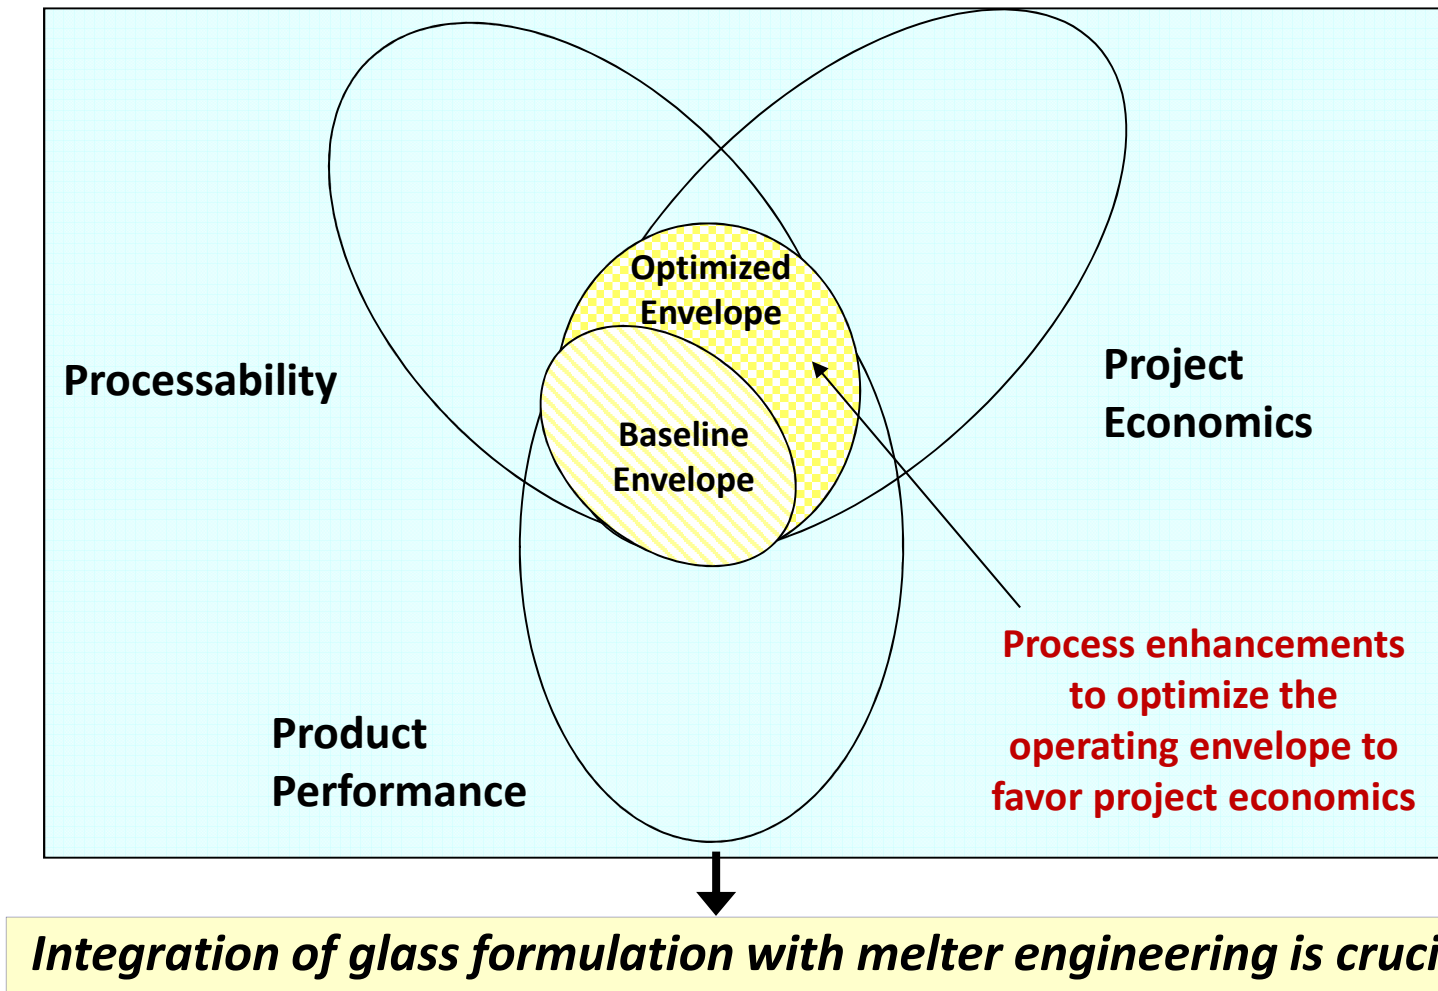 Optimized
Envelope
Processability
Project
Economics
Baseline
Envelope
Process enhancements
to optimize the
operating envelope to
favor project economics
Product
Performance
Integration of glass formulation with melter engineering is cruci